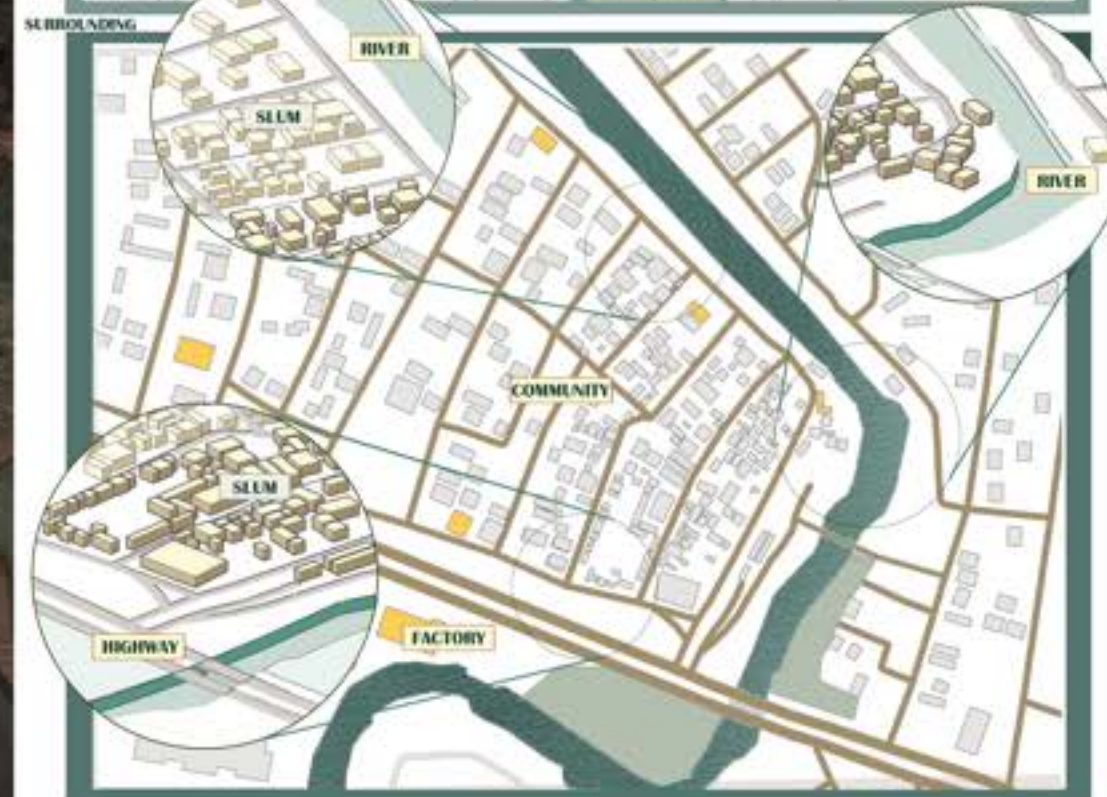 SURROUNDING
RIVER
SLUM
RIVER
COMMUNITY
SLUM
HIGHWAY
FACTORY